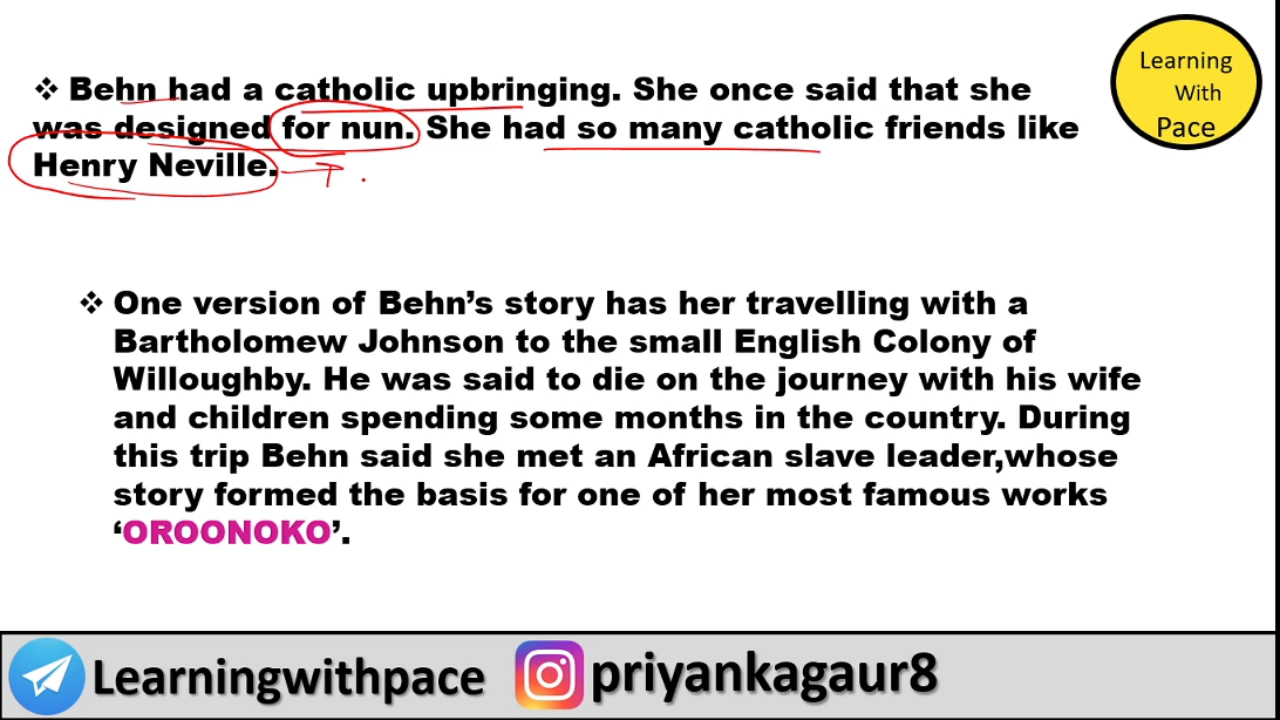 Learning
With
Pace
❖ Behn had a catholic upbringing. She once said that she
was designed for nun. She had so many catholic friends like
Henry Neville.
❖ One version of Behn’s story has her travelling with a
Bartholomew Johnson to the small English Colony of
Willoughby. He was said to die on the journey with his wife
and children spending some months in the country. During
this trip Behn said she met an African slave leader,whose
story formed the basis for one of her most famous works
‘OROONOKO’.
Learningwithpace priyankagaur8